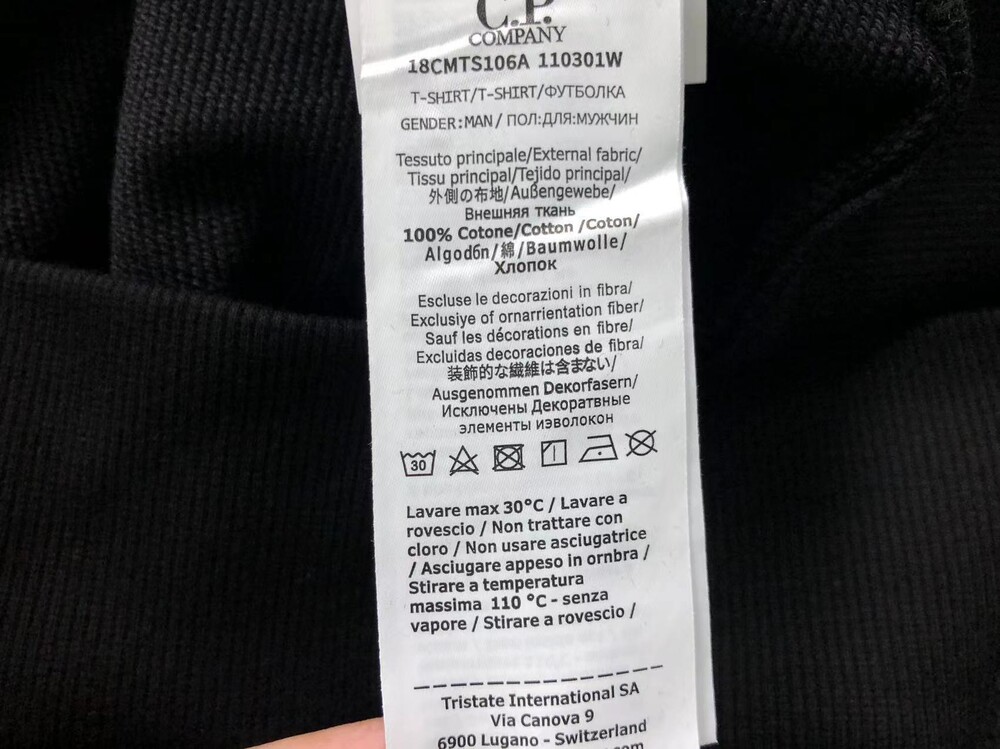 C.P.
COMPANY
18CMTS106A 110301W
T-SHIRT/T-SHIRT/ФУТБОЛКА
GENDER:MAN/ ПОЛ:ДЛЯ:МУЖЧИН
Tessuto principale/External fabric/
Tissu principal/Tejido principal/
外側の布地/Außengewebe/
Внешняя ткань
100% Cotone/Cotton /Coton/
Algodбn/綿/Baumwolle/
Хлопок
Escluse le decorazioni in fibra/
Exclusiye of ornarrientation fiber/
Sauf les décorations en fibre/
Excluidas decoraciones de fibra/
装飾的な繊維は含まない/
Ausgenommen Dekorfasern/
Исключены Декоратвные
элементы иэволокон
30
Lavare max 30°C / Lavare a
rovescio / Non trattare con
cloro / Non usare asciugatrice
/ Asciugare appeso in ornbra /
Stirare a temperatura
massima 110 °C - senza
vapore / Stirare a rovescio /
Tristate International SA
Via Canova 9
6900 Lugano - Switzerland